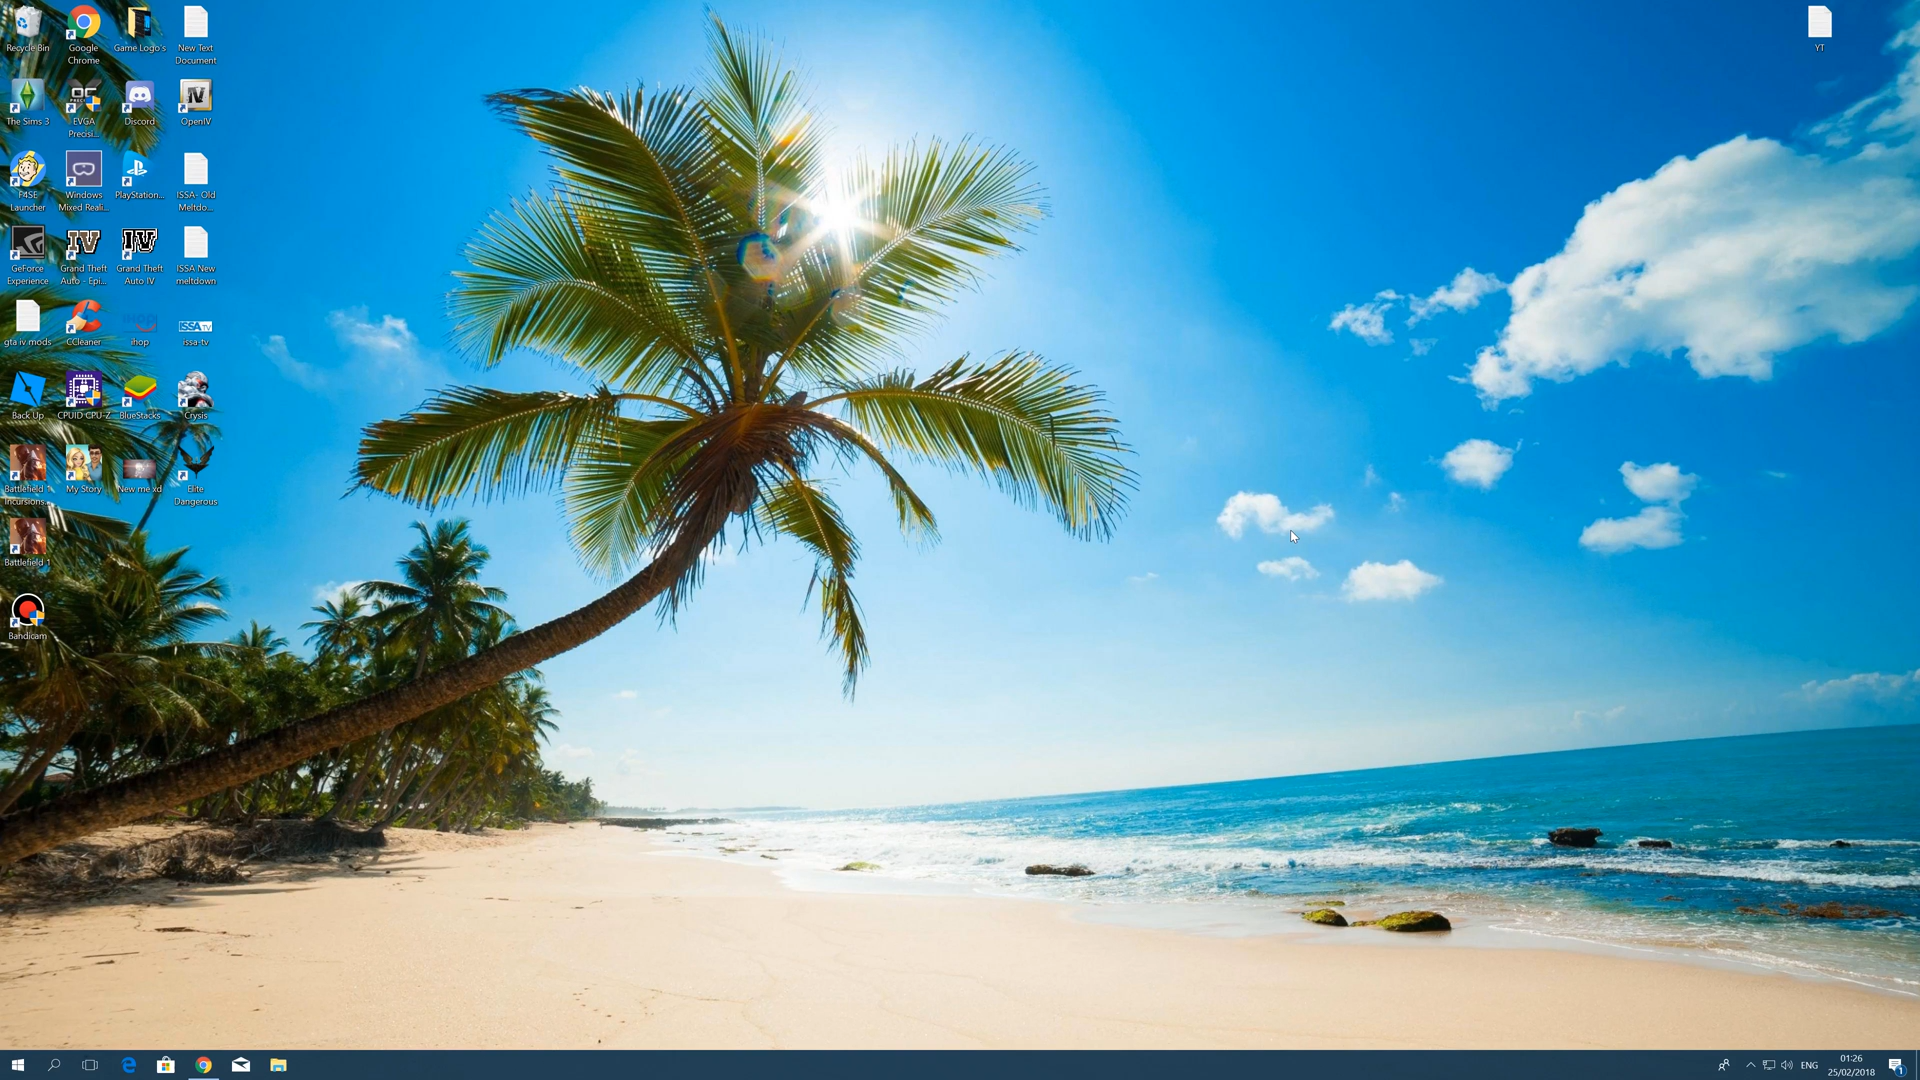 Recycle Bin
Google
Chrome
Game Logo's
New Text
Document
The Sims 3
EVGA
Precisi...
Discord
OpenIV
F4SE
Launcher
Windows
Mixed Reali...
PlayStation...
ISSA- Old
Meltdo...
GeForce
Experience
Grand Theft
Auto - Epi...
Grand Theft
Auto IV
ISSA New
meltdown
gta iv mods
CCleaner
ihop
issa-tv
Back Up
CPUID CPU-Z
BlueStacks
Crysis
Battlefield 1
Incursions...
My Story
New me xd
Elite
Dangerous
Battlefield 1
Bandicam
YT
ENG
01:26
25/02/2018
1